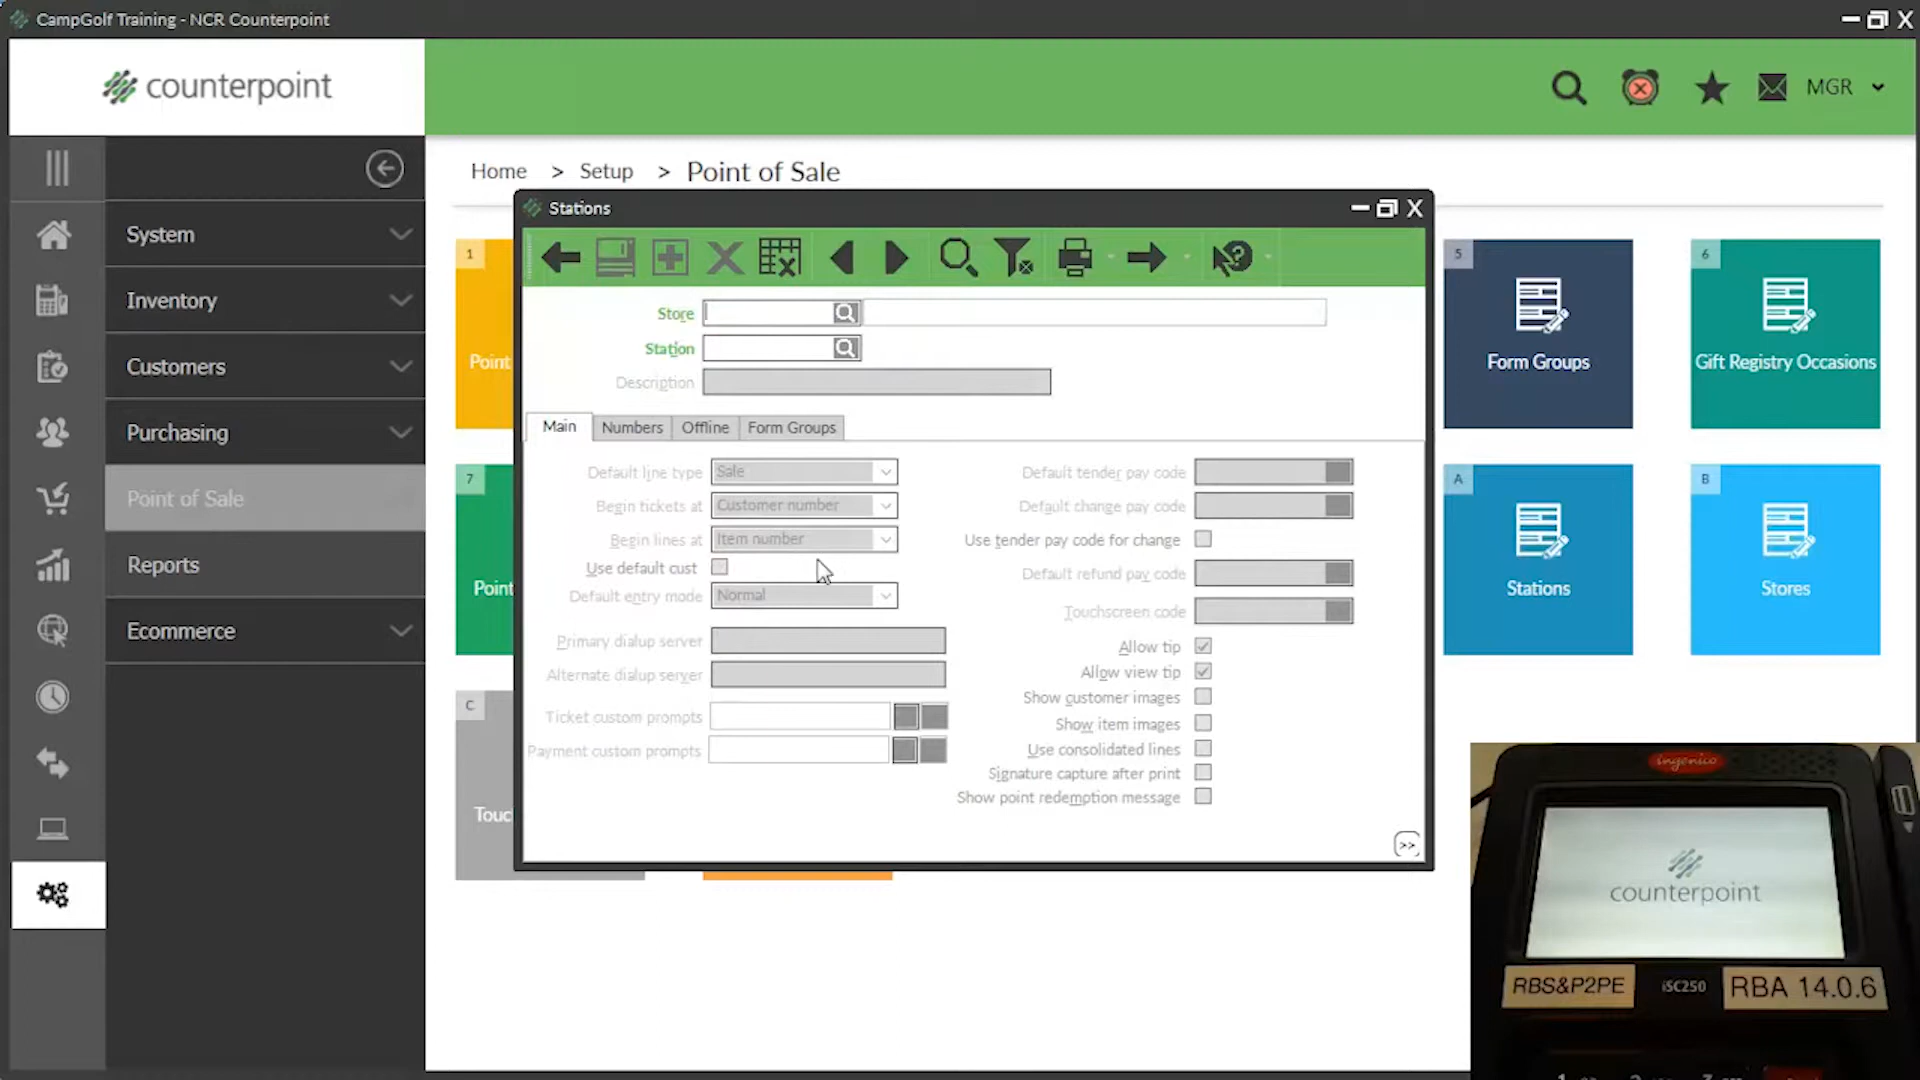 CampGolf Training - NCR Counterpoint
counterpoint
MGR
Home > Setup > Point of Sale
System
Inventory
Customers
Purchasing
Point of Sale
Reports
Ecommerce
1
Point
7
Point
C
Touc
Stations
Store
Station
Description
Main
Numbers
Offline
Form Groups
Default line type
Sale
Begin tickets at
Customer number
Begin lines at
Item number
Use default cust
Default entry mode
Normal
Primary dialup server
Alternate dialup server
Ticket custom prompts
Payment custom prompts
Default tender pay code
Default change pay code
Use tender pay code for change
Default refund pay code
Touchscreen code
Allow tip
Allow view tip
Show customer images
Show item images
Use consolidated lines
Signature capture after print
Show point redemption message
>>
5
Form Groups
6
Gift Registry Occasions
A
Stations
B
Stores
ingenico
counterpoint
RBS&P2PE
iSC250
RBA 14.0.6